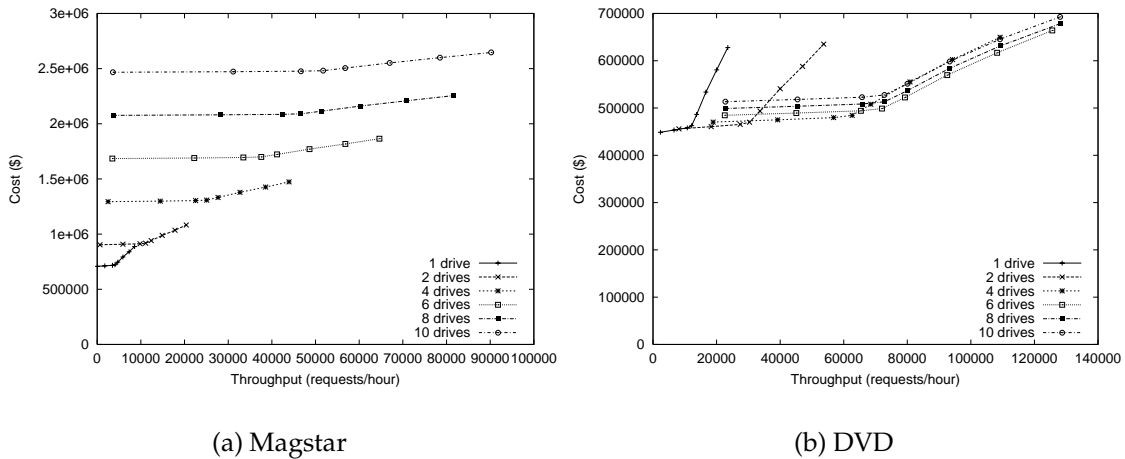 3e+06
2.5e+06
2e+06
1.5e+06
1e+06
500000
0
Cost ($)
1 drive
2 drives
4 drives
6 drives
8 drives
10 drives
0 10000 20000 30000 40000 50000 60000 70000 80000 90000 100000
Throughput (requests/hour)
(a) Magstar
700000
600000
500000
400000
300000
200000
100000
0
Cost ($)
1 drive
2 drives
4 drives
6 drives
8 drives
10 drives
0 20000 40000 60000 80000 100000 120000 140000
Throughput (requests/hour)
(b) DVD